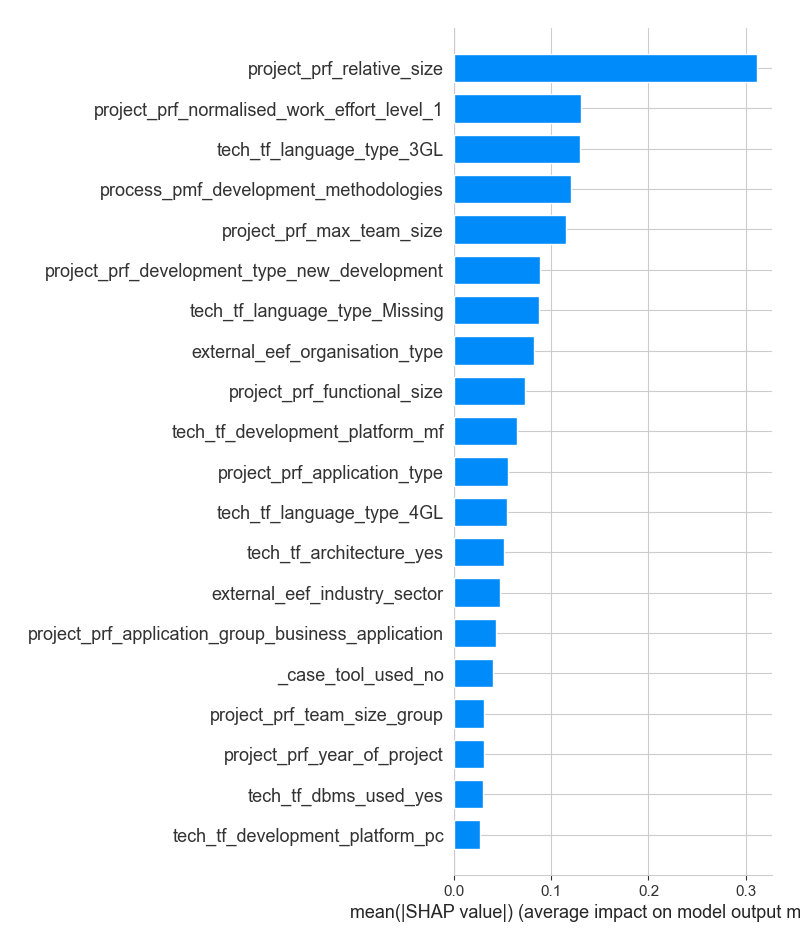 project_prf_relative_size
project_prf_normalised_work_effort_level_1
tech_tf_language_type_3GL
process_pmf_development_methodologies
project_prf_max_team_size
project_prf_development_type_new_development
tech_tf_language_type_Missing
external_eef_organisation_type
project_prf_functional_size
tech_tf_development_platform_mf
project_prf_application_type
tech_tf_language_type_4GL
tech_tf_architecture_yes
external_eef_industry_sector
project_prf_application_group_business_application
_case_tool_used_no
project_prf_team_size_group
project_prf_year_of_project
tech_tf_dbms_used_yes
tech_tf_development_platform_pc
0.0 0.1 0.2 0.3
mean(|SHAP value|) (average impact on model output m